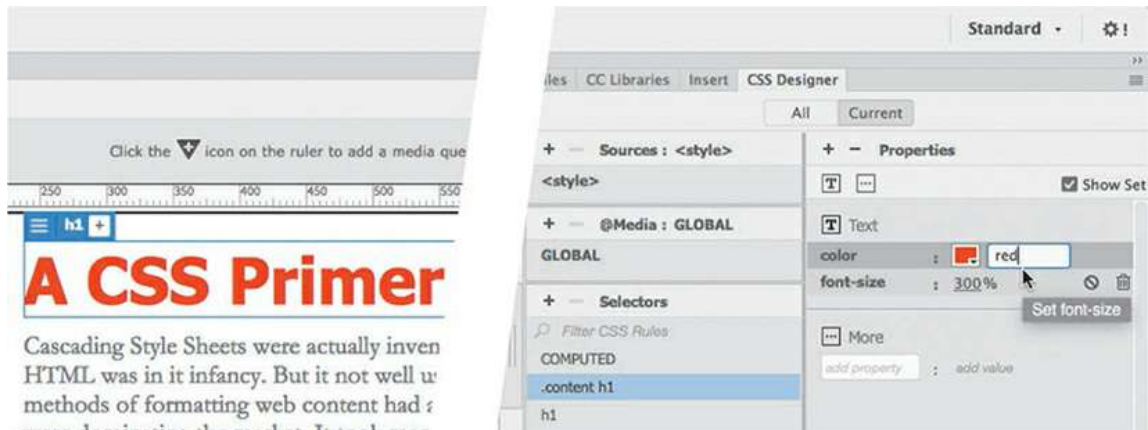 Standard
!
CC Libraries Insert CSS Designer
All Current
Click the icon on the ruler to add a media
250 300 350 400 450 500 550
h1 +
A CSS Primer
Cascading Style Sheets were actually
HTML was in it infancy. But it not well
methods of formatting web content had
+ − Sources : <style>
<style>
+ − @Media : GLOBAL
GLOBAL
+ − Selectors
Filter CSS Rules
COMPUTED
.content h1
h1
+ − Properties
T Show Set
T Text
color : red
font-size : 300 %
Set font-size
More
add property : add value